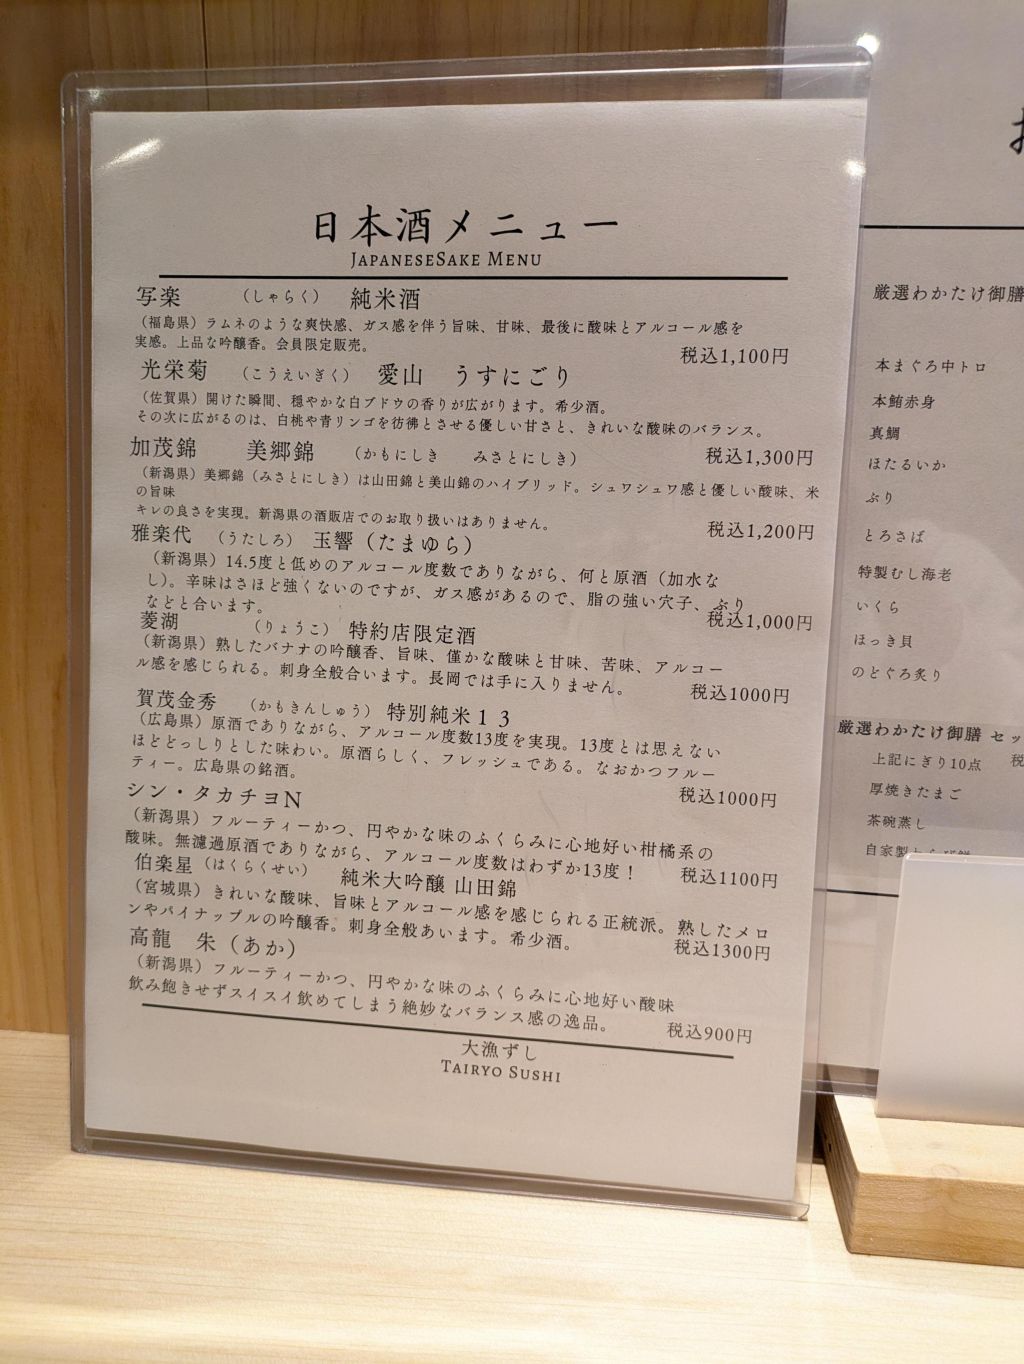 日本酒メニュー
JapaneseSake Menu
写楽 （しゃらく） 純米酒
（福島県）ラムネのような爽快感、ガス感を伴う旨味、甘味、最後に酸味とアルコール感を
実感。上品な吟醸香。会員限定販売。
税込1,100円
光栄菊 （こうえいぎく） 愛山 うすにごり
（佐賀県）開けた瞬間、穏やかな白ブドウの香りが広がります。希少酒。
その次に広がるのは、白桃や青リンゴを彷彿とさせる優しい甘さと、きれいな酸味のバランス。
税込1,300円
加茂錦 美郷錦 （かもにしき みさとにしき）
（新潟県）美郷錦（みさとにしき）は山田錦と美山錦のハイブリッド。シュワシュワ感と優しい酸味、米
の旨味
キレの良さを実現。新潟県の酒販店でのお取り扱いはありません。
税込1,200円
雅楽代 （うたしろ） 玉響（たまゆら）
（新潟県）14.5度と低めのアルコール度数でありながら、何と原酒（加水な
し）。辛味はさほど強くないのですが、ガス感があるので、脂の強い穴子、ぶり
などと合います。
税込1,000円
菱湖 （りょうこ） 特約店限定酒
（新潟県）熟したバナナの吟醸香、旨味、僅かな酸味と甘味、苦味、アルコー
ル感を感じられる。刺身全般合います。長岡では手に入りません。
税込1000円
賀茂金秀 （かもきんしゅう） 特別純米１３
（広島県）原酒でありながら、アルコール度数13度を実現。13度とは思えない
ほどどっしりとした味わい。原酒らしく、フレッシュである。なおかつフルー
ティー。広島県の銘酒。
税込1000円
シン・タカチヨN
（新潟県）フルーティーかつ、円やかな味のふくらみに心地好い柑橘系の
酸味。無濾過原酒でありながら、アルコール度数はわずか13度！
税込1100円
伯楽星 （はくらくせい） 純米大吟醸 山田錦
（宮城県）きれいな酸味、旨味とアルコール感を感じられる正統派。熟したメロ
ンやパイナップルの吟醸香。刺身全般あいます。希少酒。
税込1300円
高龍 朱（あか）
（新潟県）フルーティーかつ、円やかな味のふくらみに心地好い酸味
飲み飽きせずスイスイ飲めてしまう絶妙なバランス感の逸品。
税込900円
大漁ずし
Tairyo Sushi
厳選わかたけ御膳
本まぐろ中トロ
本鮪赤身
真鯛
ほたるいか
ぶり
とろさば
特製むし海老
いくら
ほっき貝
のどぐろ炙り
厳選わかたけ御膳 セッ
上記にぎり10点 税
厚焼きたまご
茶碗蒸し
自家製